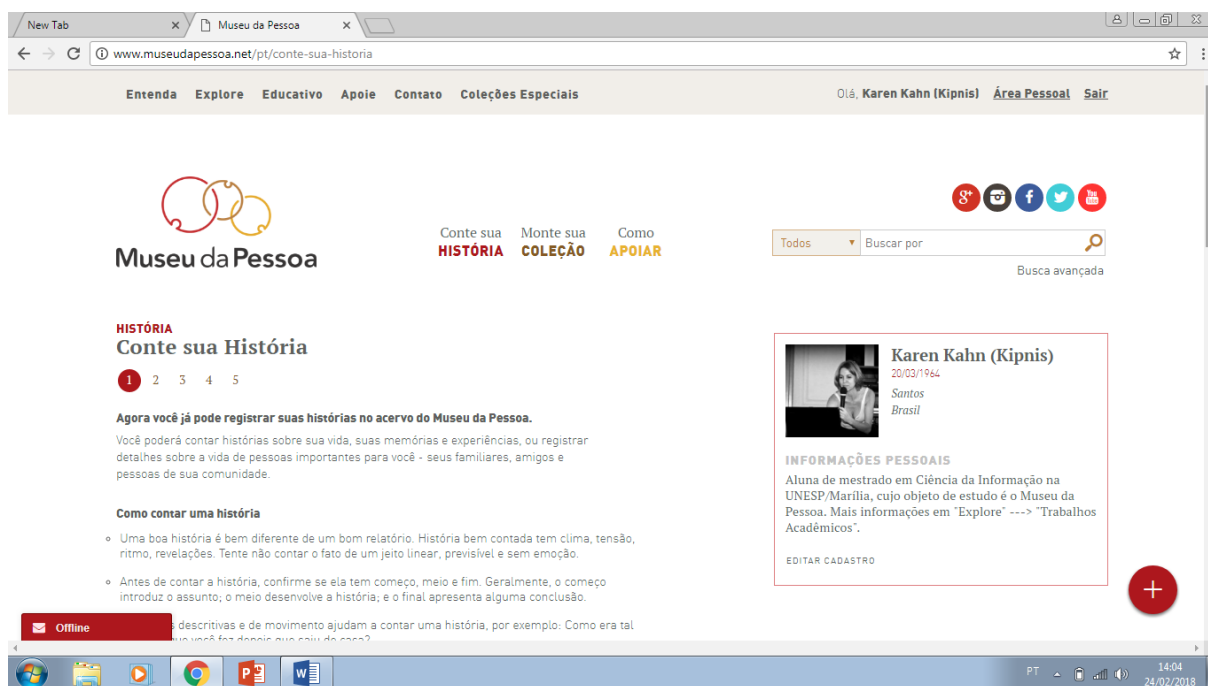 New Tab
Museu da Pessoa
www.museudapessoa.net/pt/conte-sua-historia
Entenda Explore Educativo Apoie Contato Coleções Especiais
Olá, Karen Kahn (Kipnis) Área Pessoal Sair
Museu da Pessoa
Conte sua HISTÓRIA
Monte sua COLEÇÃO
Como APOIAR
g+
f
You Tube
Todos
Buscar por
Busca avançada
HISTÓRIA
Conte sua História
1 2 3 4 5
Agora você já pode registrar suas histórias no acervo do Museu da Pessoa.
Você poderá contar histórias sobre sua vida, suas memórias e experiências, ou registrar
detalhes sobre a vida de pessoas importantes para você - seus familiares, amigos e
pessoas de sua comunidade.
Como contar uma história
Uma boa história é bem diferente de um bom relatório. História bem contada tem clima, tensão,
ritmo, revelações. Tente não contar o fato de um jeito linear, previsível e sem emoção.
Antes de contar a história, confirme se ela tem começo, meio e fim. Geralmente, o começo
introduz o assunto; o meio desenvolve a história; e o final apresenta alguma conclusão.
descritivas e de movimento ajudam a contar uma história, por exemplo: Como era tal
que você fez depois que saiu de casa?
Karen Kahn (Kipnis)
20/03/1964
Santos
Brasil
INFORMAÇÕES PESSOAIS
Aluna de mestrado em Ciência da Informação na
UNESP/Marília, cujo objeto de estudo é o Museu da
Pessoa. Mais informações em "Explore" ---> "Trabalhos
Acadêmicos".
EDITAR CADASTRO
+
Offline
PT
14:04
24/02/2018